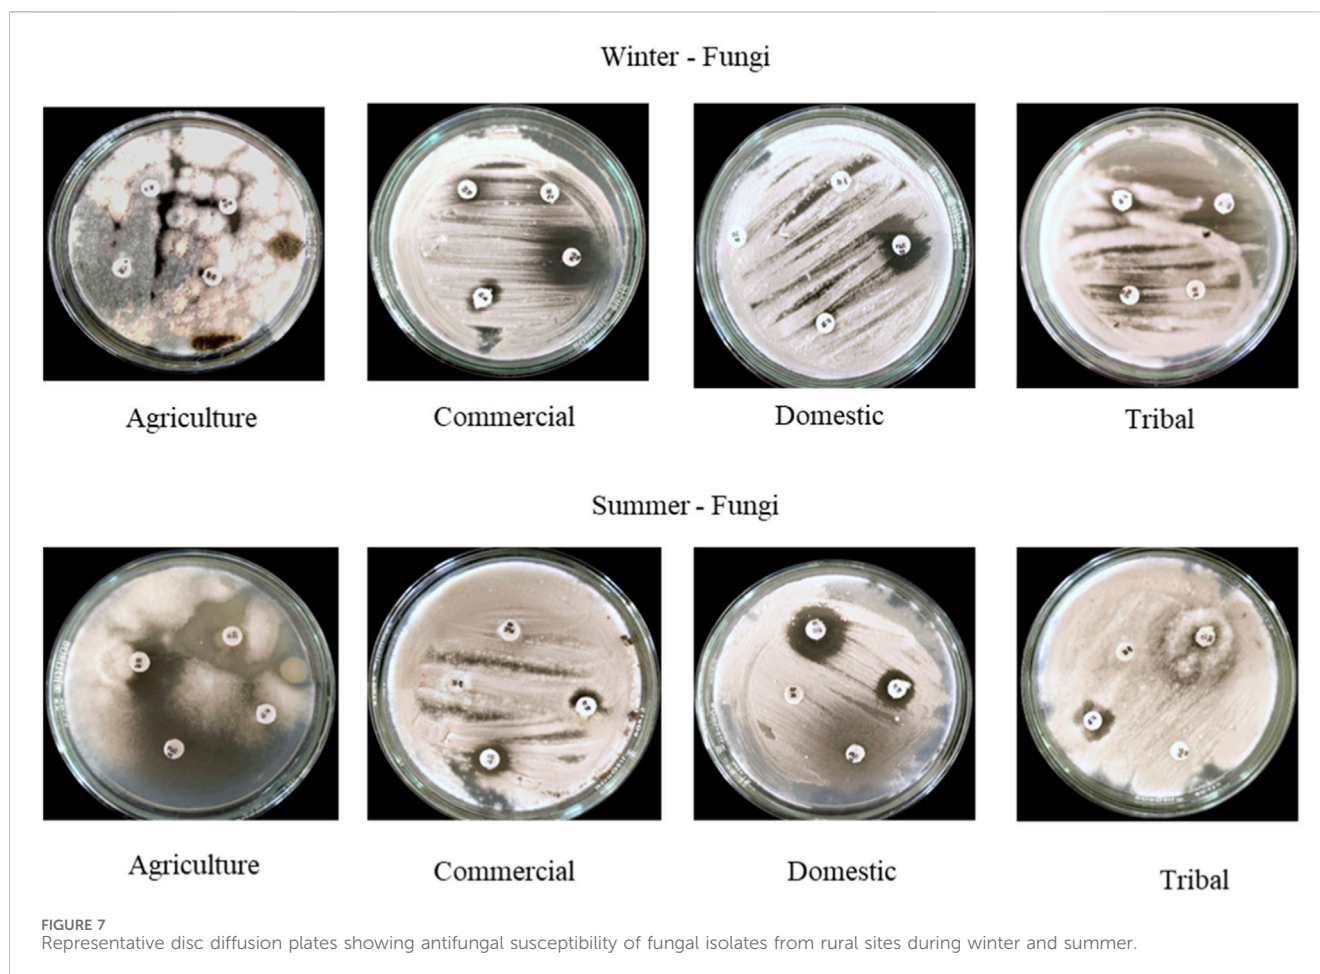 Winter - Fungi
Agriculture
Commercial
Domestic
Tribal
Summer - Fungi
Agriculture
Commercial
Domestic
Tribal
FIGURE 7
Representative disc diffusion plates showing antifungal susceptibility of fungal isolates from rural sites during winter and summer.